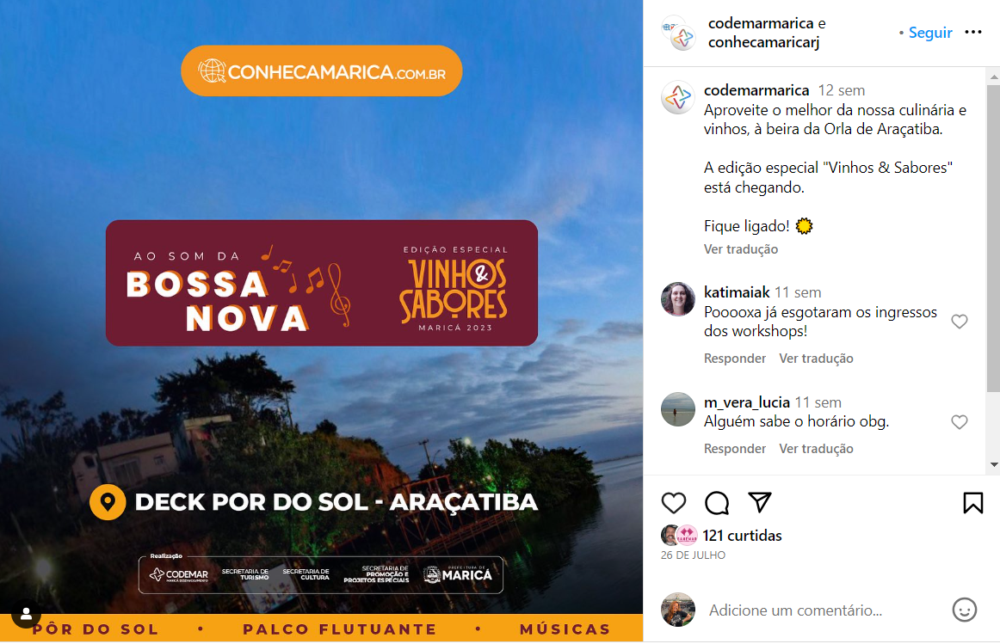 CONHECAMARICA.COM.BR
AO SOM DA
BOSSA
NOVA
EDIÇÃO ESPECIAL
VINHOS
&
SABORES
MARICÁ 2023
DECK POR DO SOL - ARAÇATIBA
Realização
CODEMAR
MARICÁ DESENVOLVIMENTO
SECRETARIA DE
TURISMO
SECRETARIA DE
CULTURA
SECRETARIA DE
PROMOÇÃO E
PROJETOS ESPECIAIS
PREFEITURA DE
MARICÁ
PÔR DO SOL • PALCO FLUTUANTE • MÚSICAS
codemarmarica e
conhecamaricarj
• Seguir
codemarmarica 12 sem
Aproveite o melhor da nossa culinária e
vinhos, à beira da Orla de Araçatiba.
A edição especial "Vinhos & Sabores"
está chegando.
Fique ligado!
Ver tradução
katimaiak 11 sem
Pooooxa já esgotaram os ingressos
dos workshops!
Responder Ver tradução
m_vera_lucia 11 sem
Alguém sabe o horário obg.
Responder Ver tradução
121 curtidas
26 DE JULHO
Adicione um comentário...